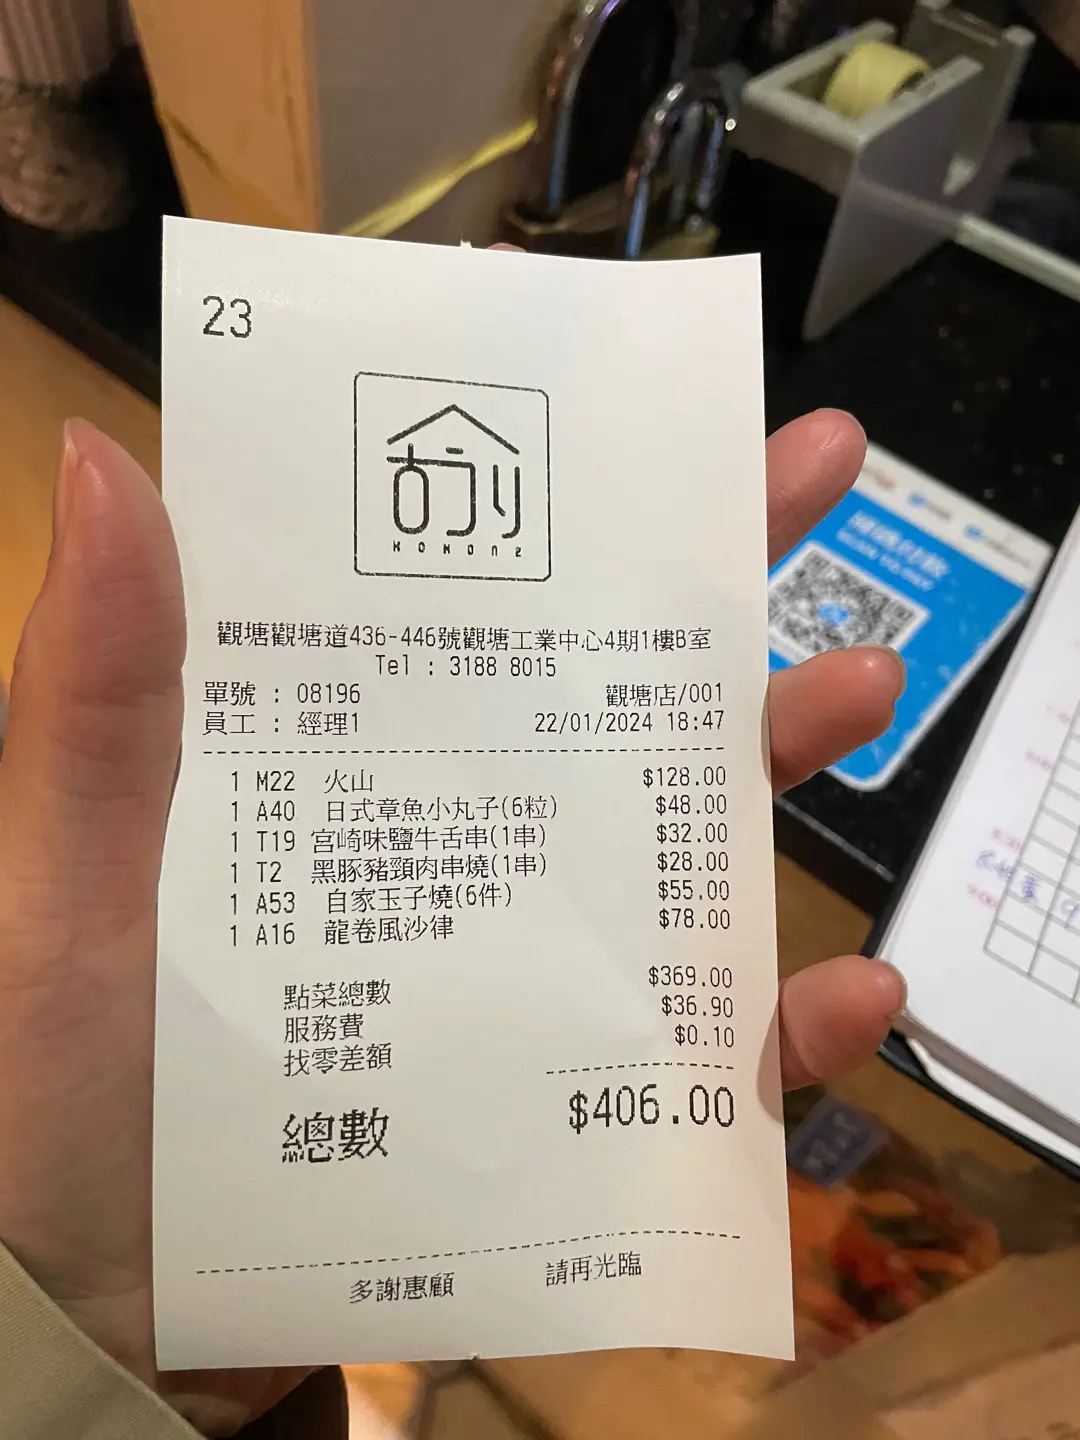 23
KOKON2
觀塘觀塘道436-446號觀塘工業中心4期1樓B室
Tel : 3188 8015
單號 : 08196 觀塘店/001
員工 : 經理1 22/01/2024 18:47
1 M22 火山 $128.00
1 A40 日式章魚小丸子(6粒) $48.00
1 T19 宮崎味鹽牛舌串(1串) $32.00
1 T2 黑豚豬頸肉串燒(1串) $28.00
1 A53 自家玉子燒(6件) $55.00
1 A16 龍卷風沙律 $78.00
點菜總數 $369.00
服務費 $36.90
找零差額 $0.10
總數 $406.00
多謝惠顧 請再光臨